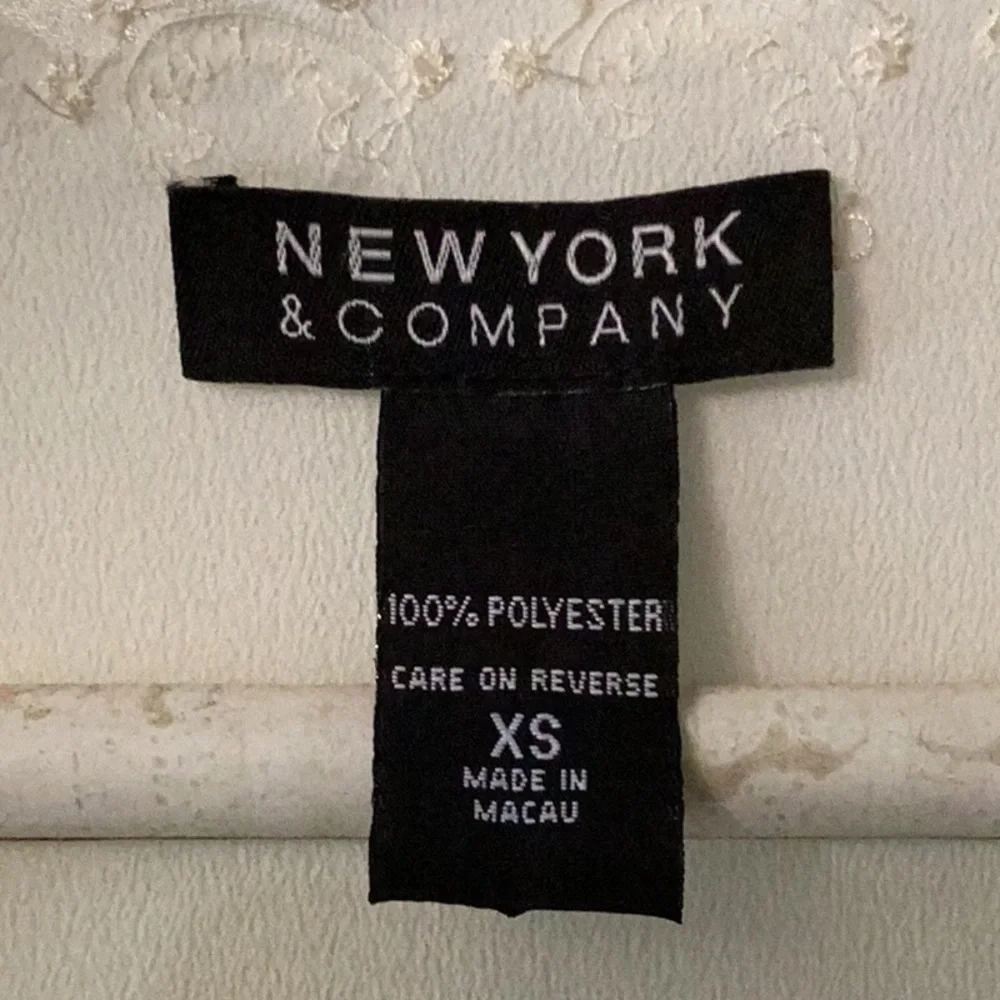 NEW YORK
& COMPANY
100% POLYESTER
CARE ON REVERSE
XS
MADE IN
MACAU